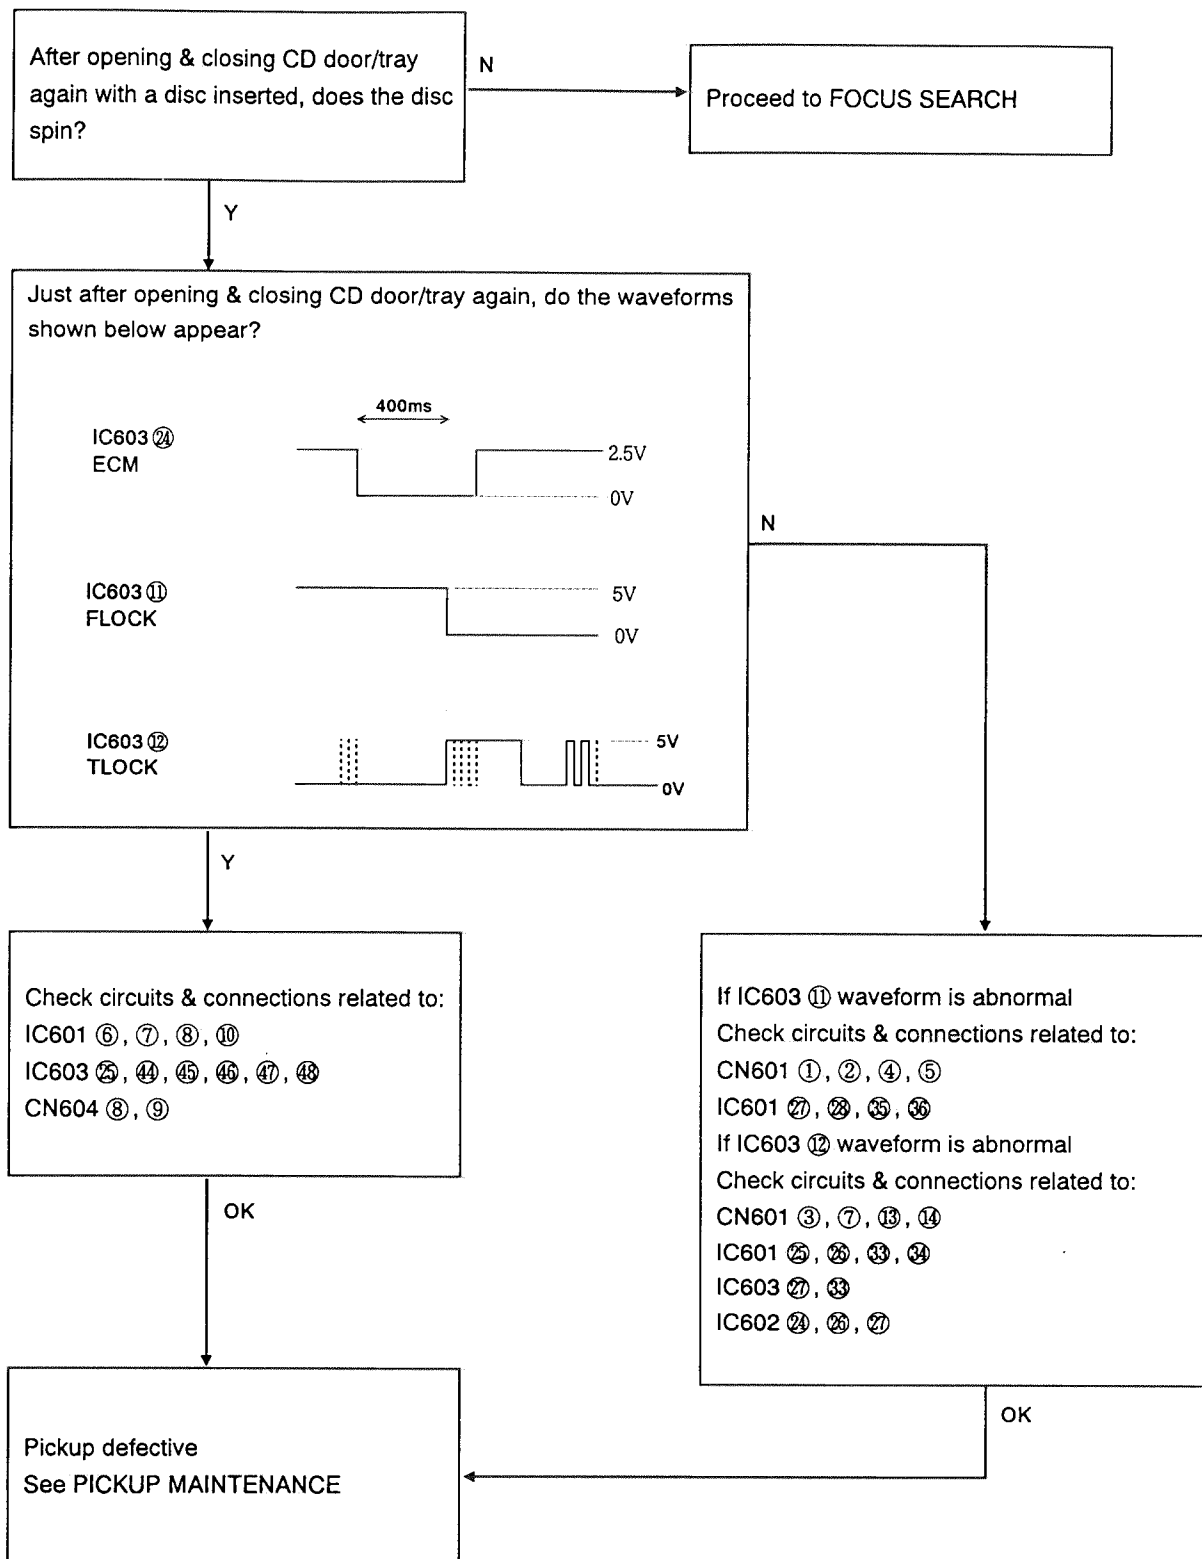 After opening & closing CD door/tray
again with a disc inserted, does the disc
spin?
N
Proceed to FOCUS SEARCH
Y
Just after opening & closing CD door/tray again, do the waveforms
shown below appear?
400ms
IC603 ㉔
ECM
2.5V
0V
N
IC603 ⑪
FLOCK
5V
0V
IC603 ⑫
TLOCK
5V
0V
Y
Check circuits & connections related to:
IC601 ⑥, ⑦, ⑧, ⑩
IC603 ㉕, ㊹, ㊺, ㊻, ㊼, ㊽
CN604 ⑧, ⑨
OK
If IC603 ⑪ waveform is abnormal
Check circuits & connections related to:
CN601 ①, ②, ④, ⑤
IC601 ㉗, ㉘, ㉟, ㊱
If IC603 ⑫ waveform is abnormal
Check circuits & connections related to:
CN601 ③, ⑦, ⑬, ⑭
IC601 ㉕, ㉖, ㉝, ㉞
IC603 ㉗, ㉝
IC602 ㉔, ㉖, ㉗
OK
Pickup defective
See PICKUP MAINTENANCE